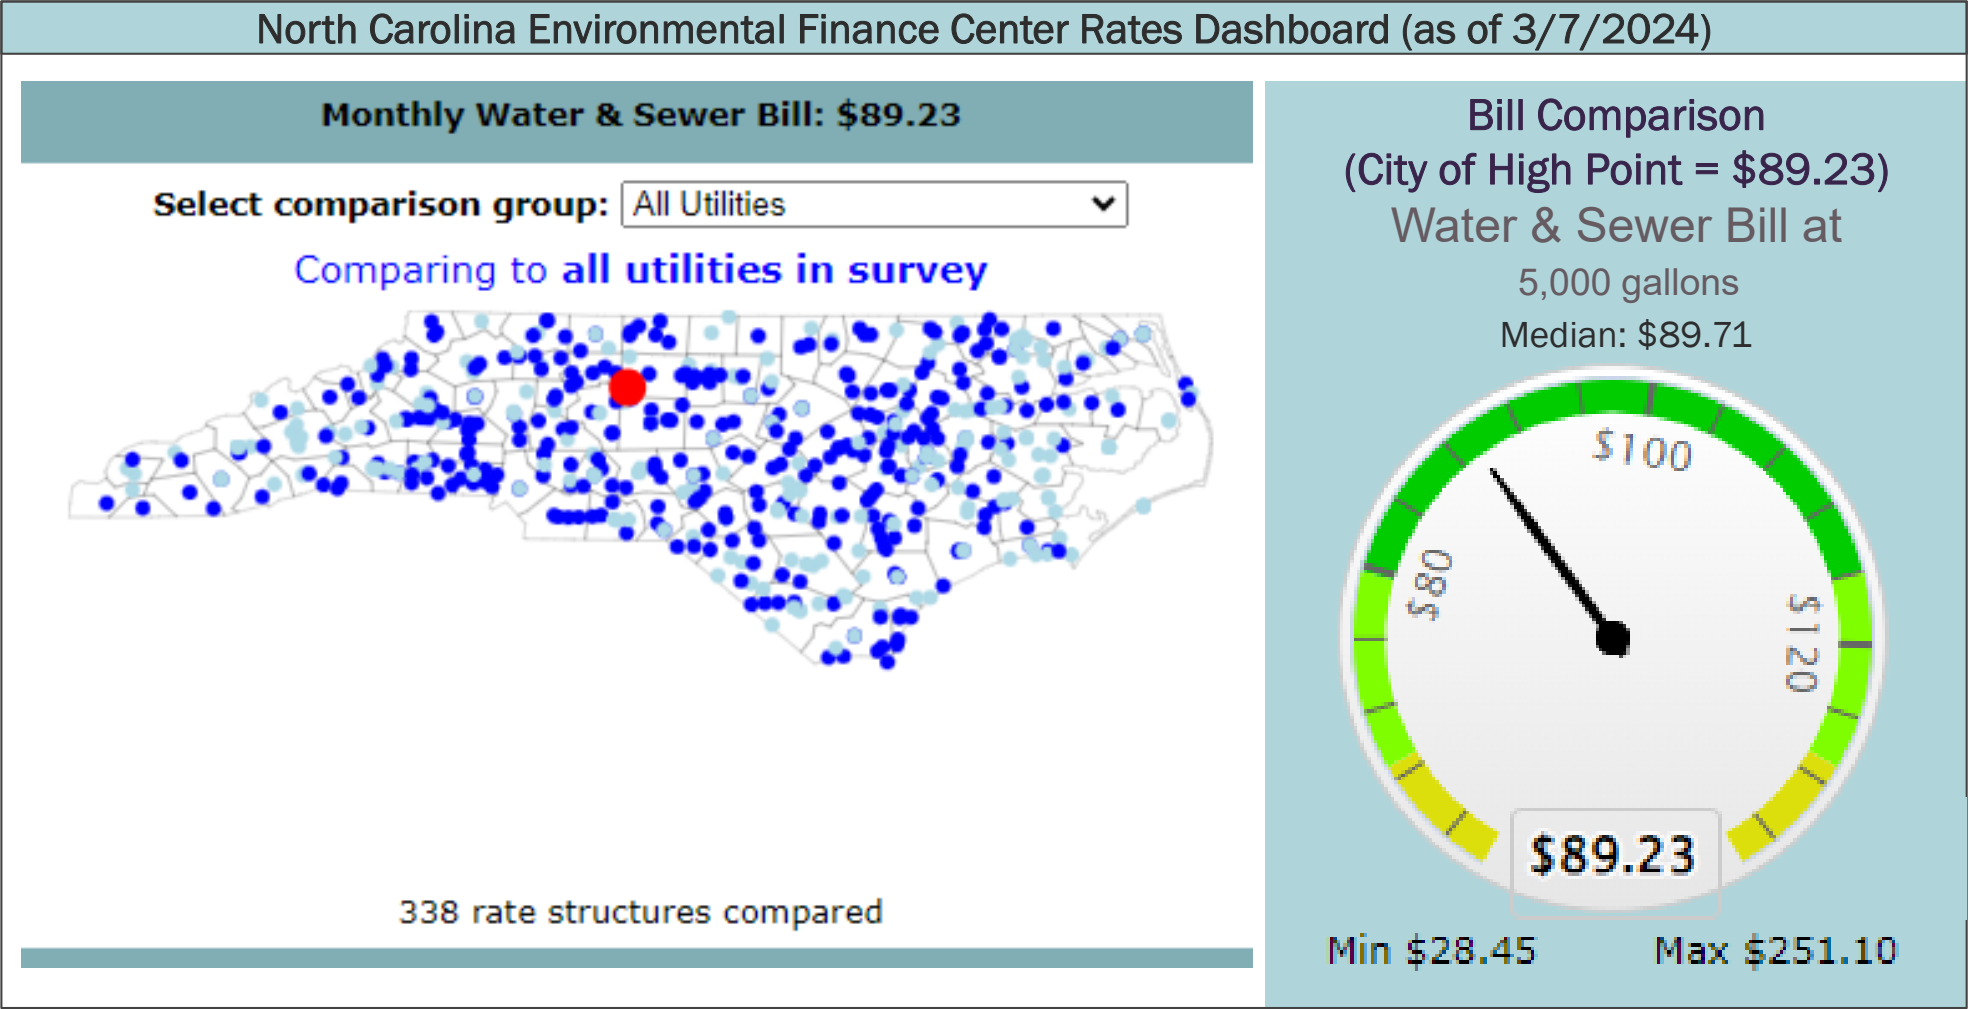 North Carolina Environmental Finance Center Rates Dashboard (as of 3/7/2024)
Monthly Water & Sewer Bill: $89.23
Select comparison group: All Utilities
Comparing to all utilities in survey
338 rate structures compared
Bill Comparison
(City of High Point = $89.23)
Water & Sewer Bill at
5,000 gallons
Median: $89.71
$80
$100
$120
$89.23
Min $28.45
Max $251.10